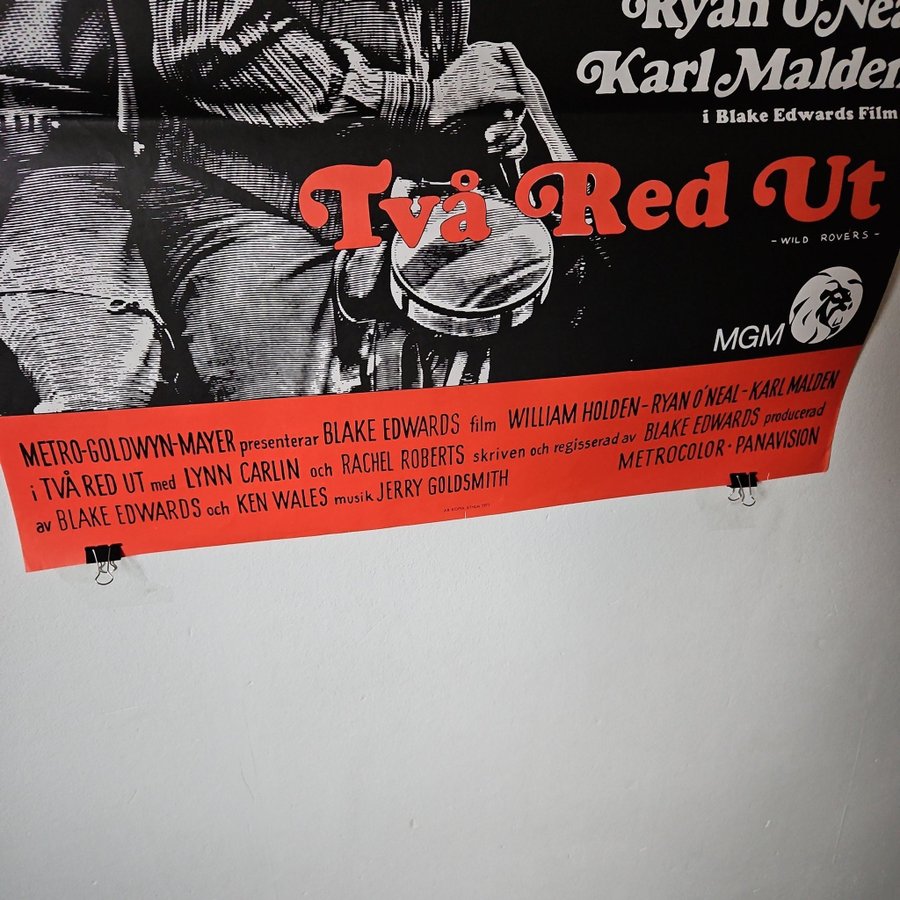 Ryan O'Nea
Karl Malden
i Blake Edwards Film
Två Red Ut
- WILD ROVERS -
MGM
METRO-GOLDWYN-MAYER presenterar BLAKE EDWARDS film WILLIAM HOLDEN - RYAN O'NEAL - KARL MALDEN
i TVÅ RED UT med LYNN CARLIN och RACHEL ROBERTS skriven och regisserad av BLAKE EDWARDS producerad
av BLAKE EDWARDS och KEN WALES musik JERRY GOLDSMITH METROCOLOR · PANAVISION